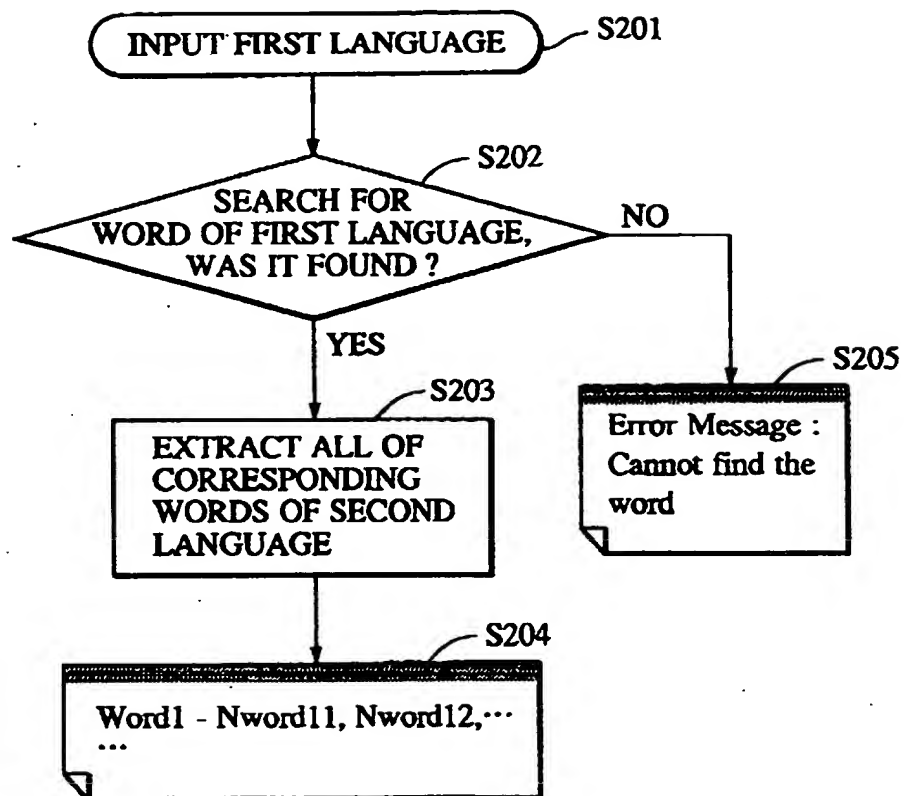 INPUT FIRST LANGUAGE
S201
S202
SEARCH FOR
WORD OF FIRST LANGUAGE,
WAS IT FOUND ?
NO
YES
S203
EXTRACT ALL OF
CORRESPONDING
WORDS OF SECOND
LANGUAGE
S205
Error Message :
Cannot find the
word
S204
Word1 - Nword11, Nword12,···
···